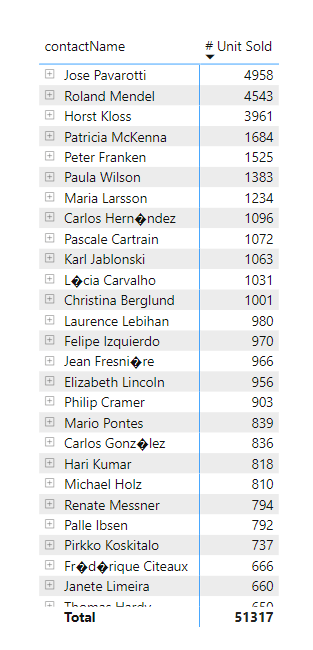 contactName # Unit Sold
Jose Pavarotti 4958
Roland Mendel 4543
Horst Kloss 3961
Patricia McKenna 1684
Peter Franken 1525
Paula Wilson 1383
Maria Larsson 1234
Carlos Hern�ndez 1096
Pascale Cartrain 1072
Karl Jablonski 1063
L�cia Carvalho 1031
Christina Berglund 1001
Laurence Lebihan 980
Felipe Izquierdo 970
Jean Fresni�re 966
Elizabeth Lincoln 956
Philip Cramer 903
Mario Pontes 839
Carlos Gonz�lez 836
Hari Kumar 818
Michael Holz 810
Renate Messner 794
Palle Ibsen 792
Pirkko Koskitalo 737
Fr�d�rique Citeaux 666
Janete Limeira 660
Thomas Hardy 650
Total 51317